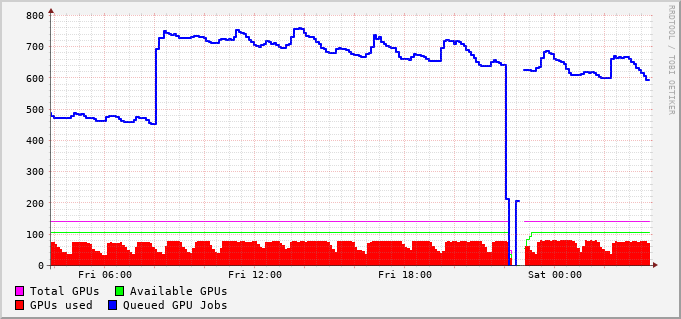 800
700
600
500
400
300
200
100
0
Fri 06:00 Fri 12:00 Fri 18:00 Sat 00:00
Total GPUs Available GPUs
GPUs used Queued GPU Jobs
RRDTOOL / TOBI OETIKER